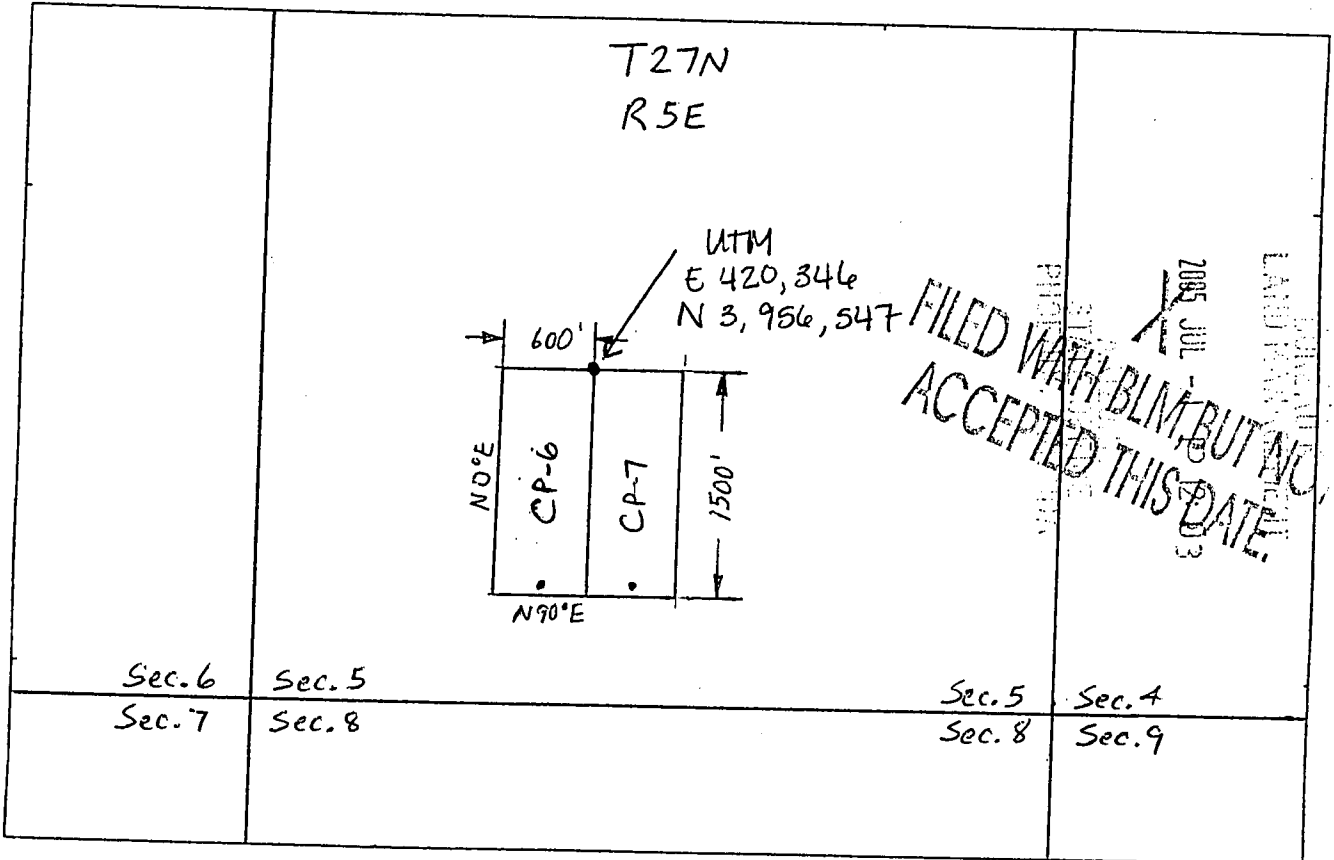 T27N
R5E
UTM
E 420,346
N 3,956,547
600'
N0°E
CP-6
CP-7
1500'
N90°E
FILED WITH BLM, BUT
ACCEPTED THIS DATE.
2005 JUL
Sec. 6
Sec. 5
Sec. 5
Sec. 4
Sec. 7
Sec. 8
Sec. 8
Sec. 9